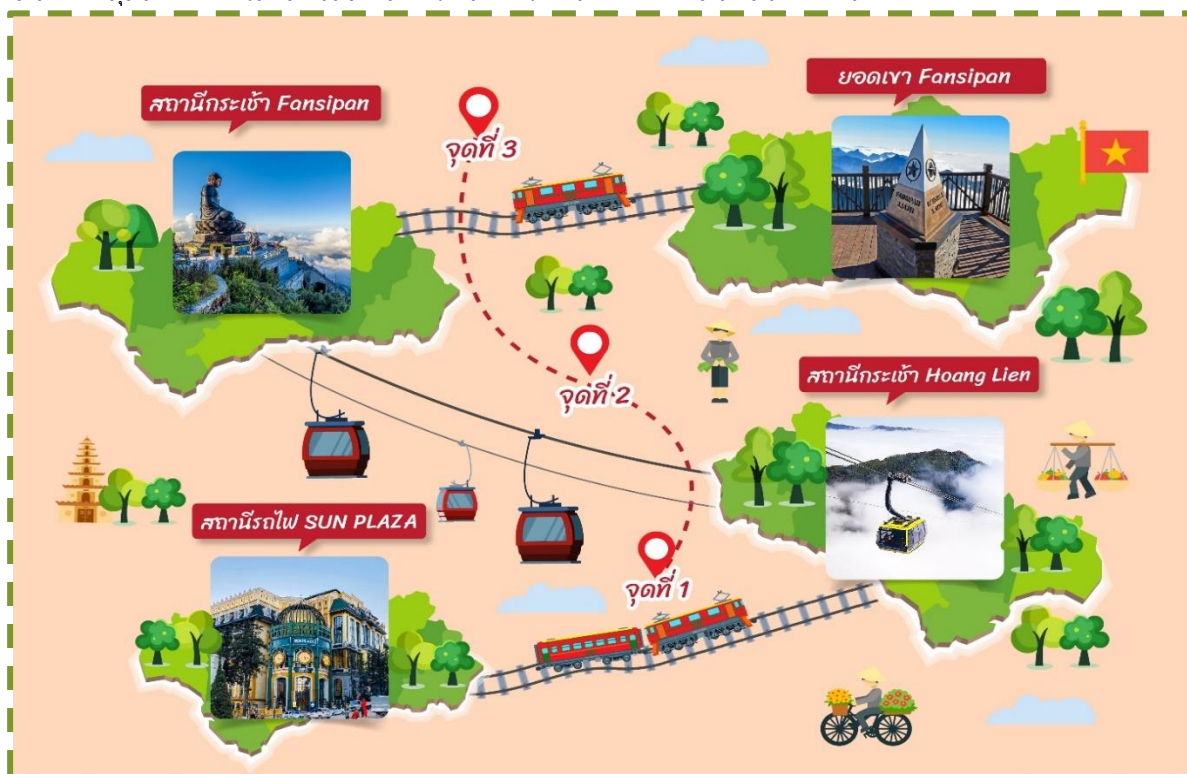 สถานีกระเช้า Fansipan
ยอดเขา Fansipan
จุดที่ 3
จุดที่ 2
สถานีกระเช้า Hoang Lien
สถานีรถไฟ SUN PLAZA
จุดที่ 1